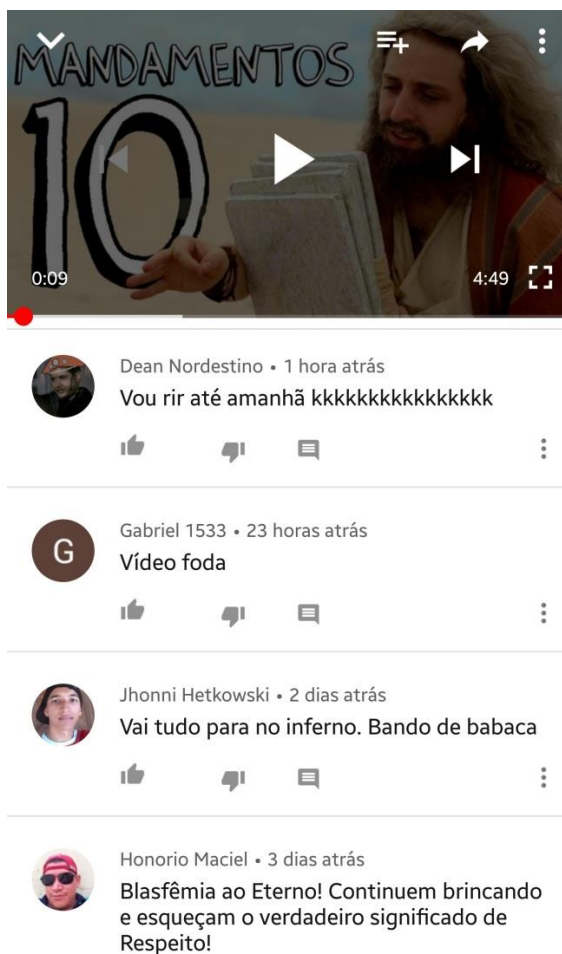 MANDAMENTOS
10
0:09
4:49
Dean Nordestino • 1 hora atrás
Vou rir até amanhã kkkkkkkkkkkkkkkk
G
Gabriel 1533 • 23 horas atrás
Vídeo foda
Jhonni Hetkowski • 2 dias atrás
Vai tudo para no inferno. Bando de babaca
Honorio Maciel • 3 dias atrás
Blasfêmia ao Eterno! Continuem brincando
e esqueçam o verdadeiro significado de
Respeito!